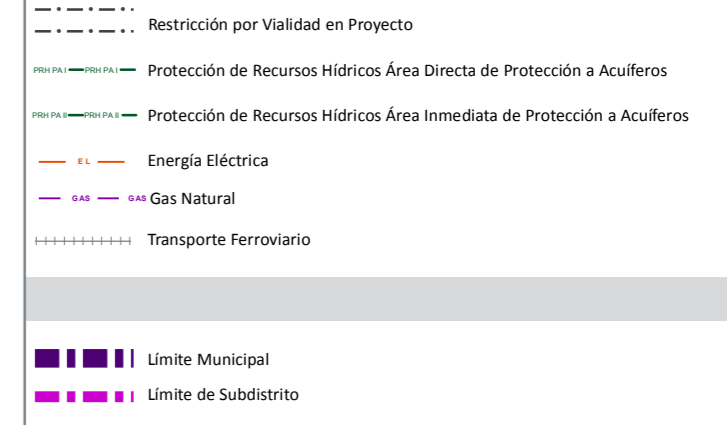 Restricción por Vialidad en Proyecto
PRH PA I PRH PA I Protección de Recursos Hídricos Área Directa de Protección a Acuíferos
PRH PA II PRH PA II Protección de Recursos Hídricos Área Inmediata de Protección a Acuíferos
EL Energía Eléctrica
GAS GAS Gas Natural
Transporte Ferroviario
Límite Municipal
Límite de Subdistrito